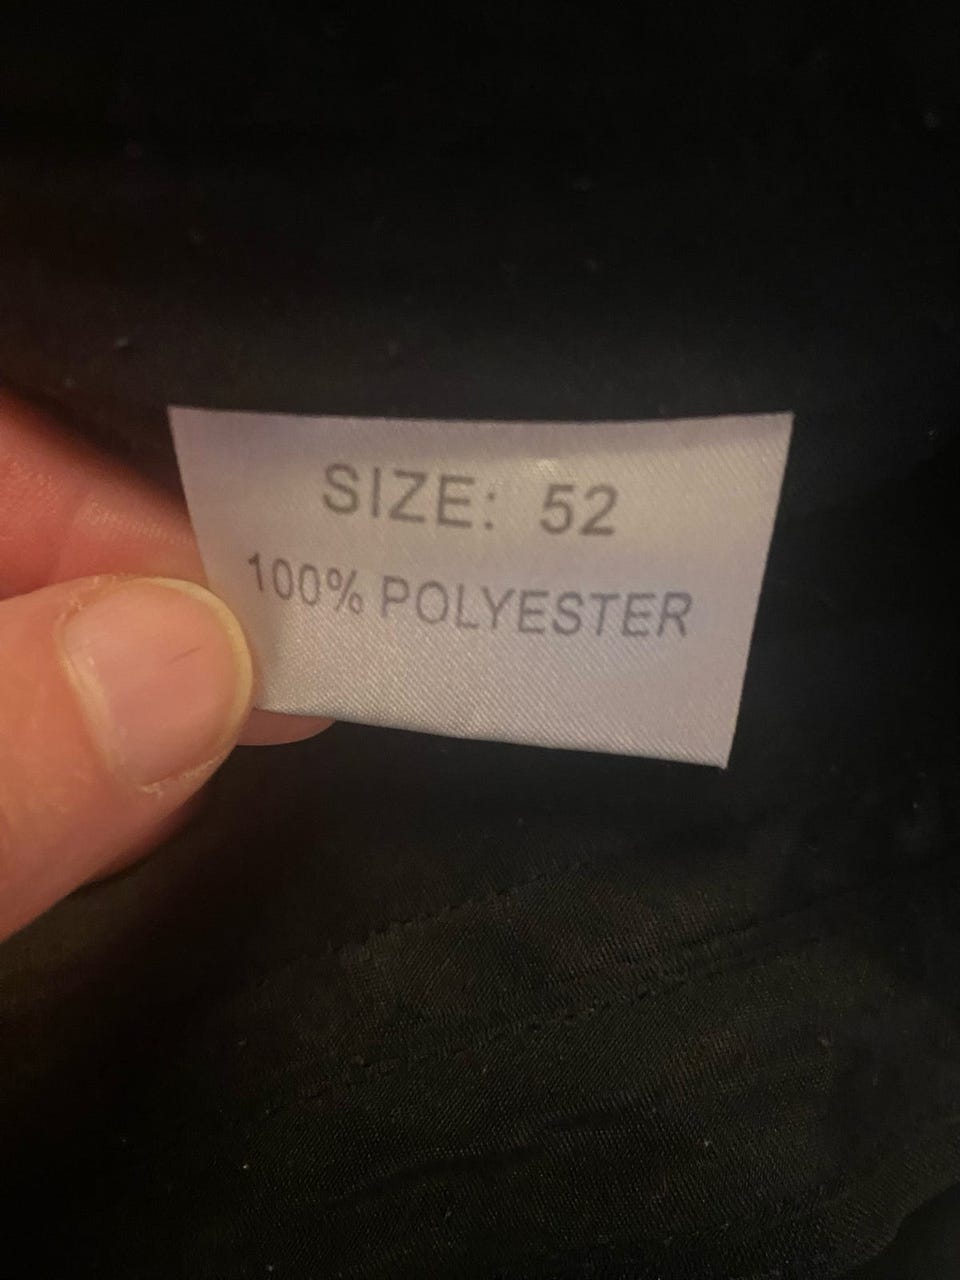 SIZE: 52
100% POLYESTER